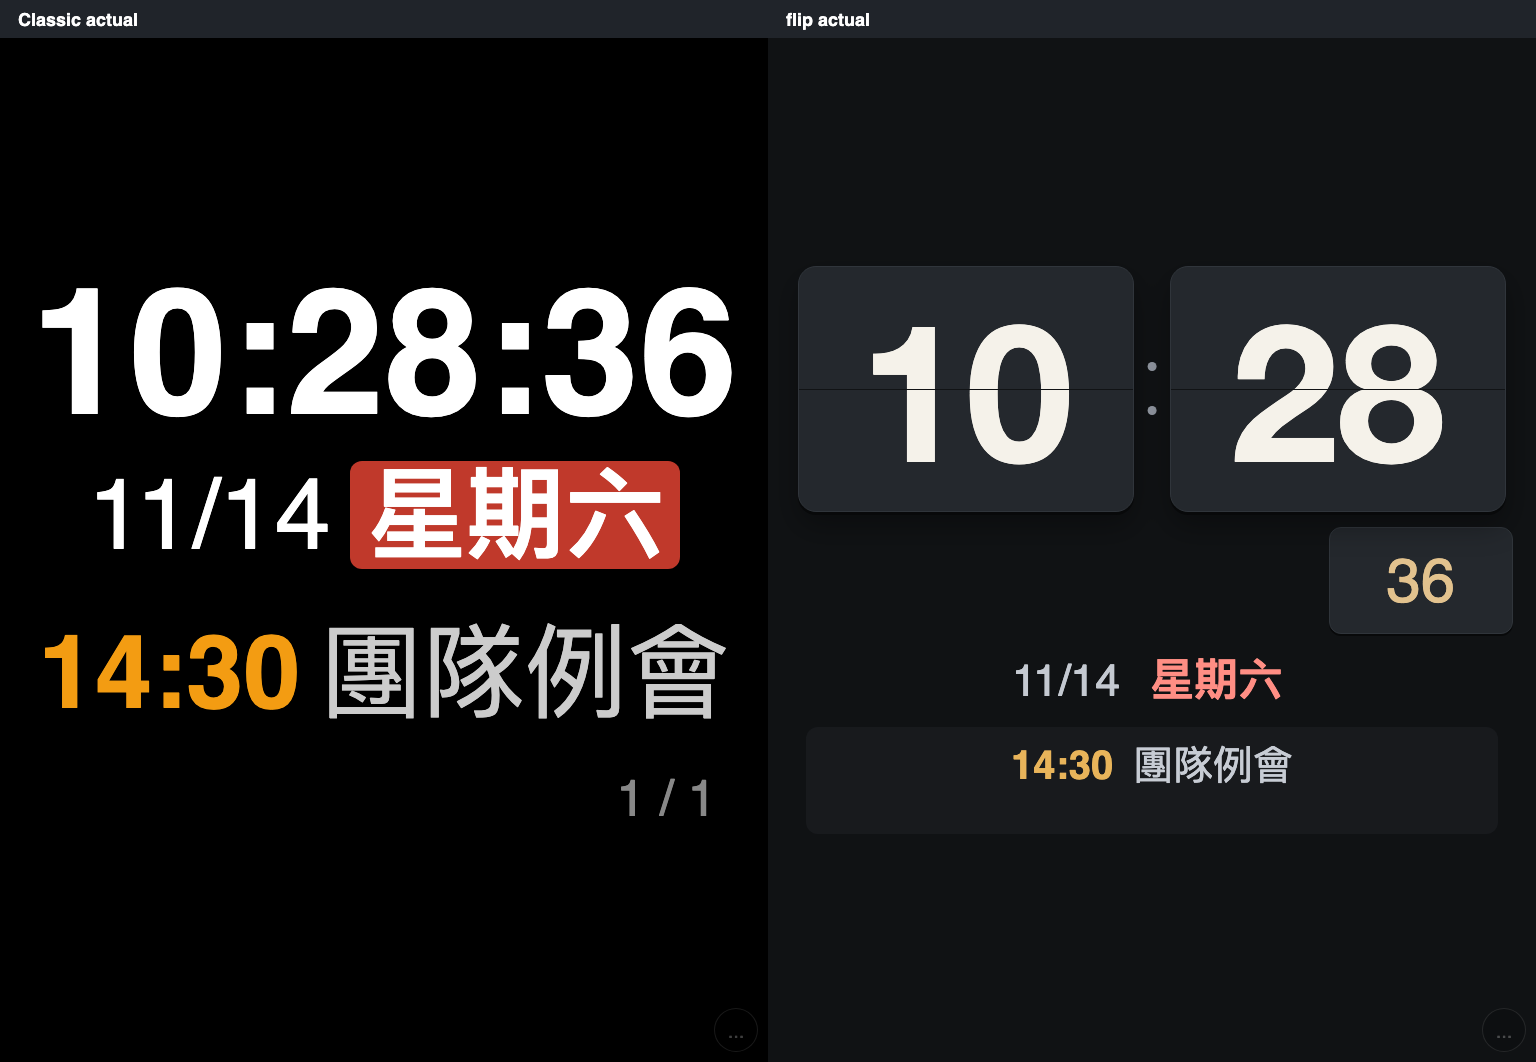 Classic actual
10:28:36
11/14 星期六
14:30 團隊例會
1 / 1
...
flip actual
10:28
36
11/14 星期六
14:30 團隊例會
...